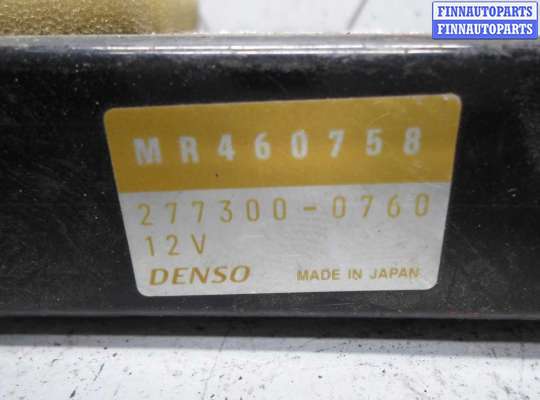 FINNAUTOPARTS
FINNAUTOPARTS
MR460758
277300-0760
12V
DENSO MADE IN JAPAN